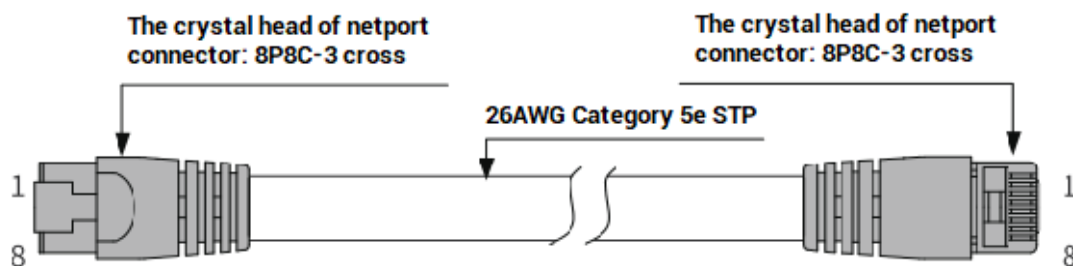 The crystal head of netport
connector: 8P8C-3 cross
The crystal head of netport
connector: 8P8C-3 cross
26AWG Category 5e STP
1
1
8
8